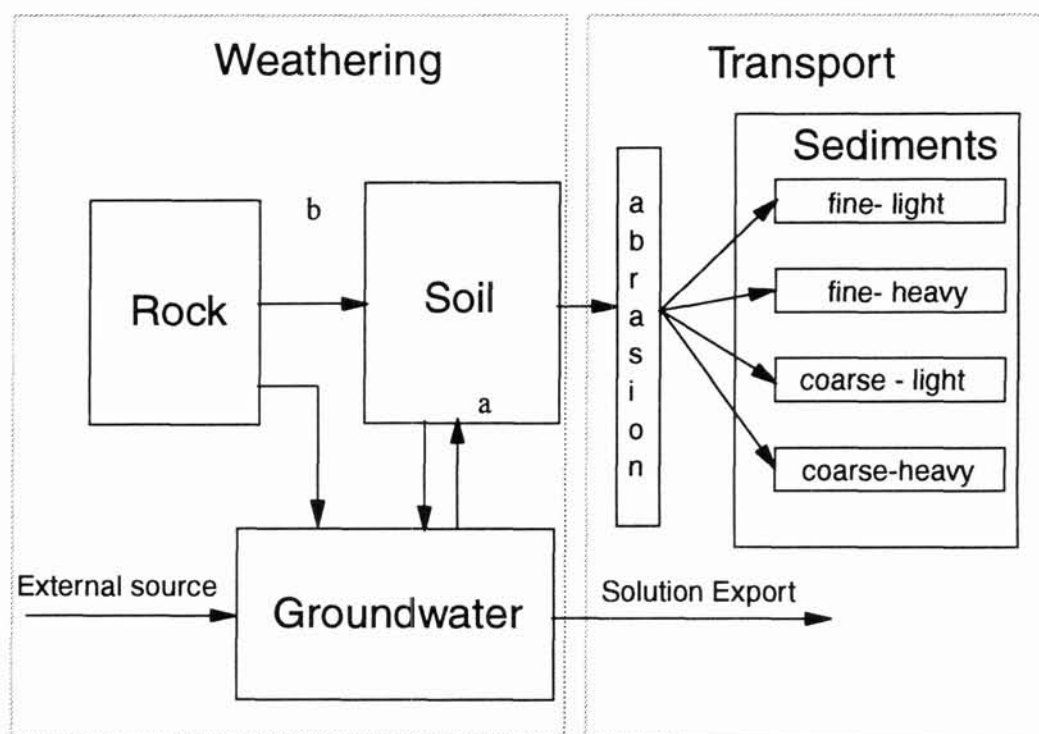 Weathering
Transport
Sediments
fine- light
fine- heavy
coarse - light
coarse-heavy
abrasion
b
Rock
Soil
a
External source
Groundwater
Solution Export